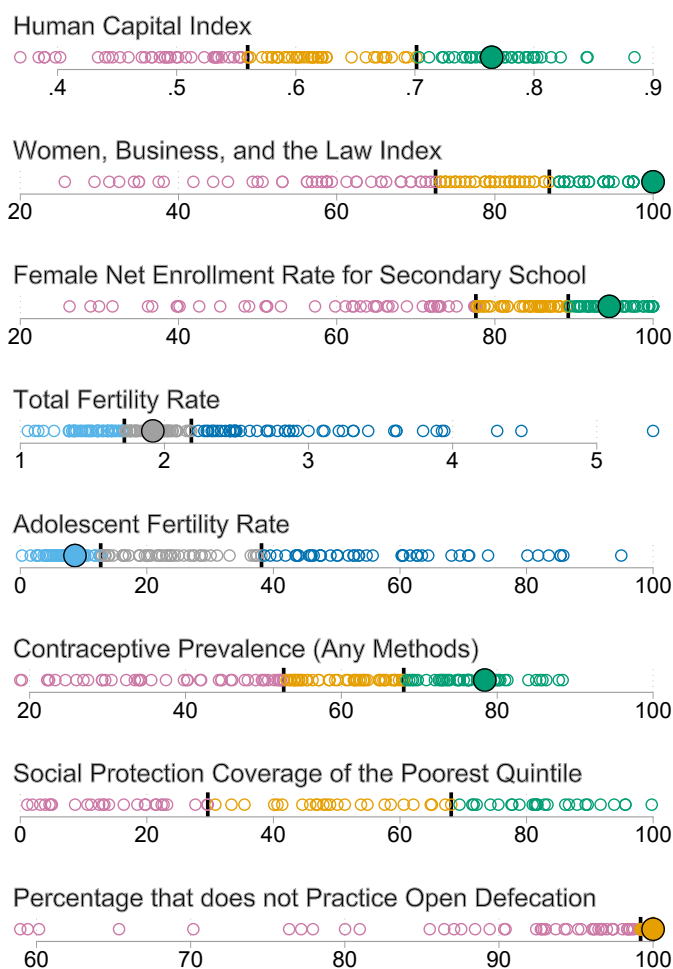 Human Capital Index
.4 .5 .6 .7 .8 .9
Women, Business, and the Law Index
20 40 60 80 100
Female Net Enrollment Rate for Secondary School
20 40 60 80 100
Total Fertility Rate
1 2 3 4 5
Adolescent Fertility Rate
0 20 40 60 80 100
Contraceptive Prevalence (Any Methods)
20 40 60 80 100
Social Protection Coverage of the Poorest Quintile
0 20 40 60 80 100
Percentage that does not Practice Open Defecation
60 70 80 90 100